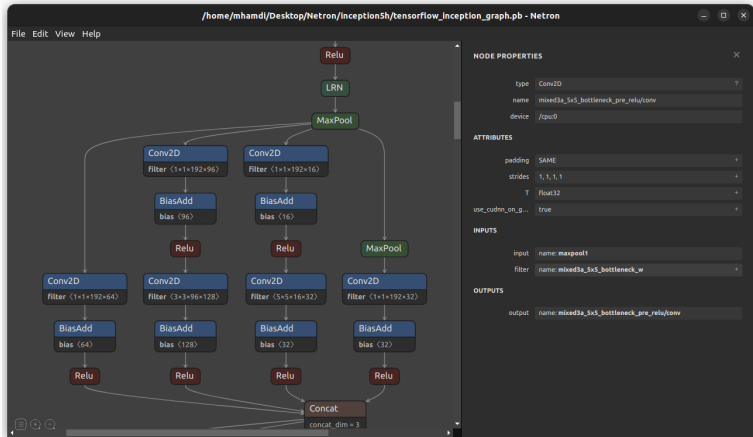 /home/mhamdi/Desktop/Netron/inception5h/tensorflow_inception_graph.pb - Netron
File Edit View Help
Relu
LRN
MaxPool
Conv2D
filter ⟨1×1×192×96⟩
Conv2D
filter ⟨1×1×192×16⟩
BiasAdd
bias ⟨96⟩
BiasAdd
bias ⟨16⟩
Relu
Relu
MaxPool
Conv2D
filter ⟨1×1×192×64⟩
Conv2D
filter ⟨3×3×96×128⟩
Conv2D
filter ⟨5×5×16×32⟩
Conv2D
filter ⟨1×1×192×32⟩
BiasAdd
bias ⟨64⟩
BiasAdd
bias ⟨128⟩
BiasAdd
bias ⟨32⟩
BiasAdd
bias ⟨32⟩
Relu
Relu
Relu
Relu
Concat
concat_dim = 3
NODE PROPERTIES
type Conv2D ?
name mixed3a_5x5_bottleneck_pre_relu/conv
device /cpu:0
ATTRIBUTES
padding SAME +
strides 1, 1, 1, 1 +
T float32 +
use_cudnn_on_g... true +
INPUTS
input name: maxpool1
filter name: mixed3a_5x5_bottleneck_w +
OUTPUTS
output name: mixed3a_5x5_bottleneck_pre_relu/conv